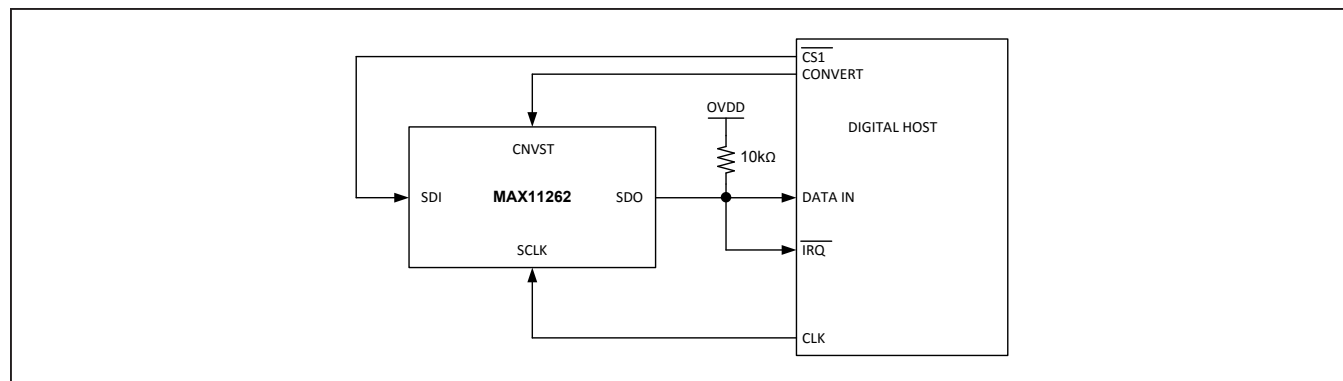 CS1
CONVERT
OVDD
DIGITAL HOST
CNVST
10kΩ
SDI
MAX11262
SDO
DATA IN
SCLK
IRQ
CLK